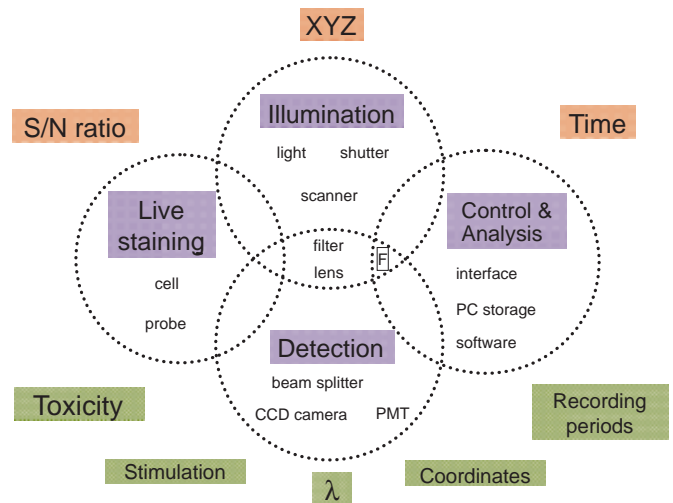 XYZ
S/N ratio
Illumination
Time
light shutter
scanner
Live
staining
Control &
Analysis
filter
F
lens
cell
interface
probe
PC storage
software
Detection
beam splitter
CCD camera PMT
Toxicity
Recording
periods
Stimulation
λ
Coordinates